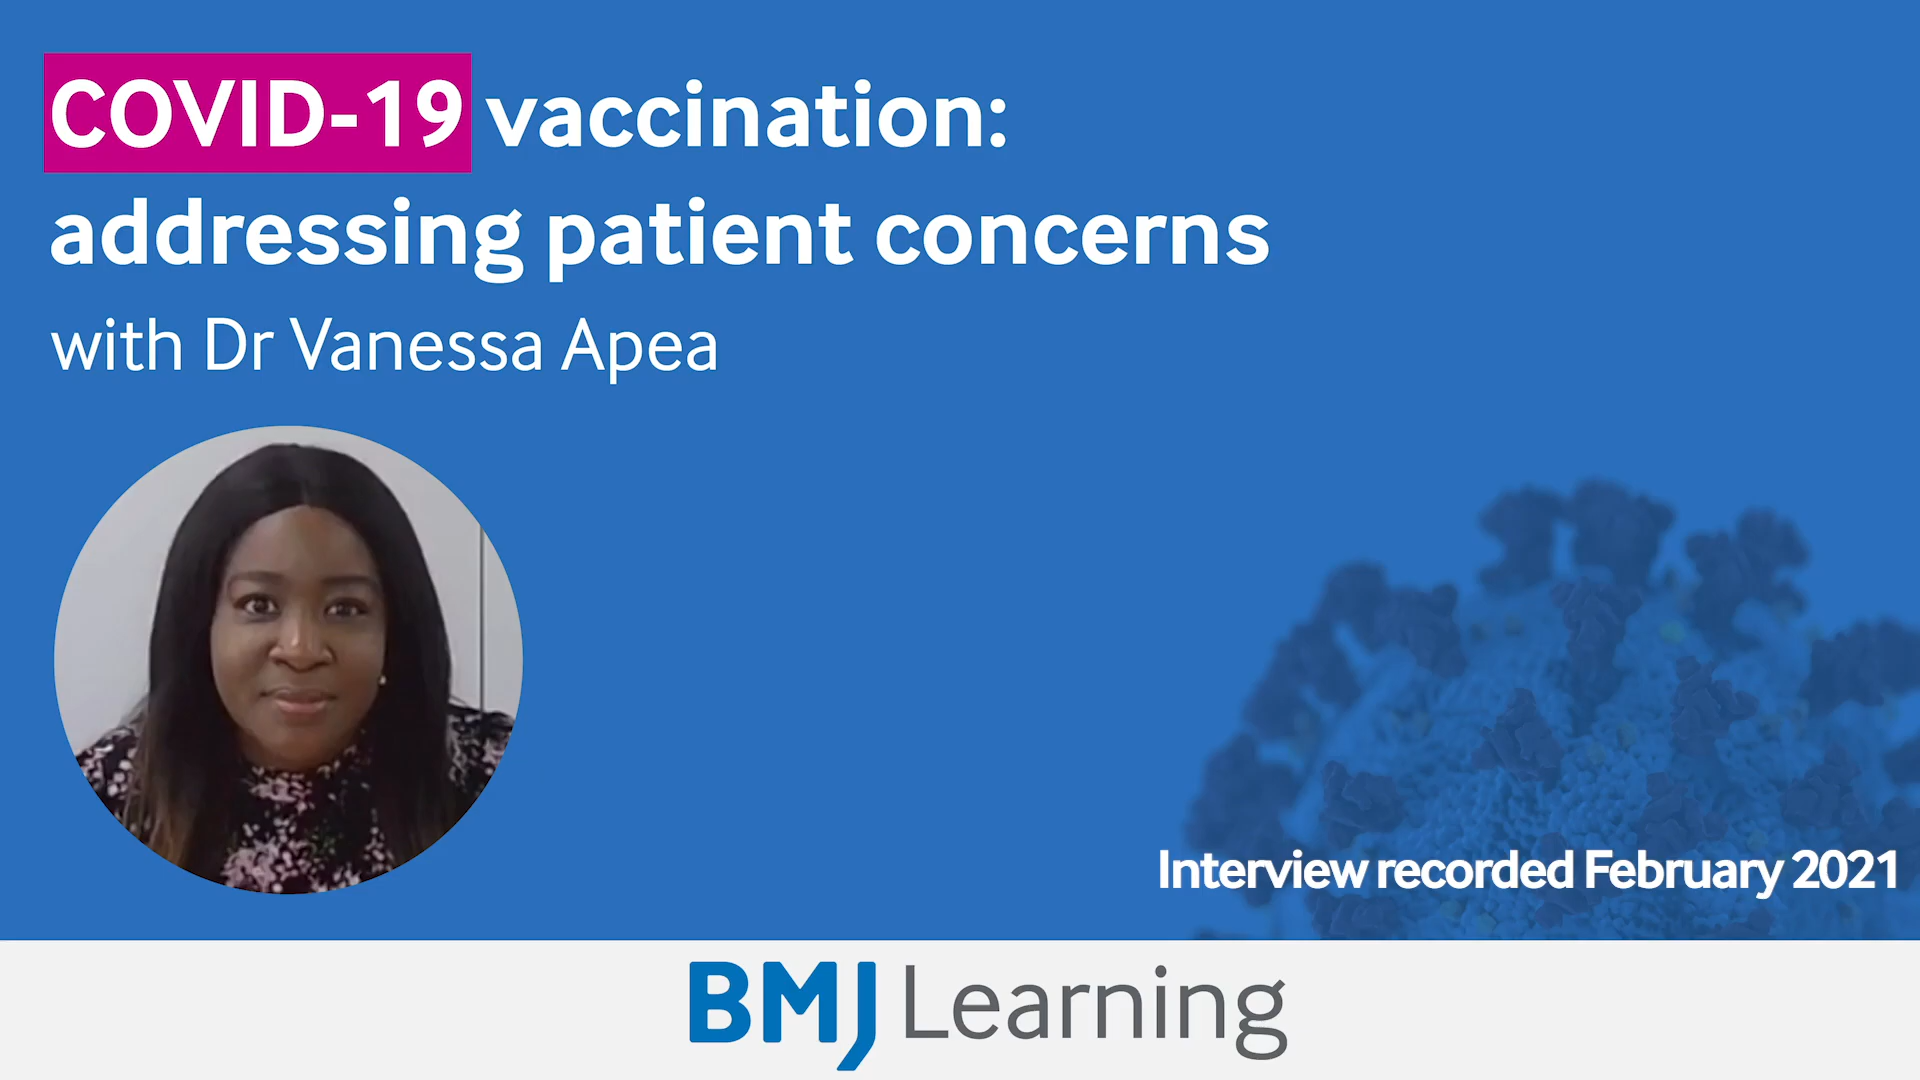 COVID-19 vaccination:
addressing patient concerns
with Dr Vanessa Apea
Interview recorded February 2021
BMJ Learning